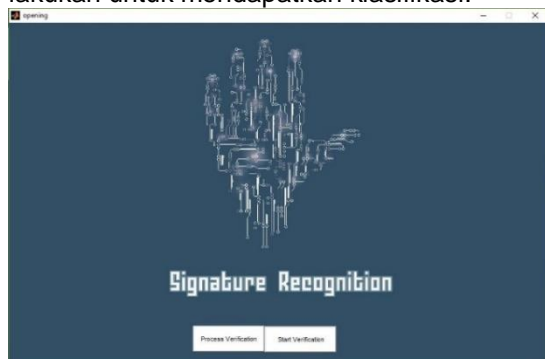 lakukan untuk mendapatkan klasifikasi.
opening
Signature Recognition
Process Verification
Start Verification